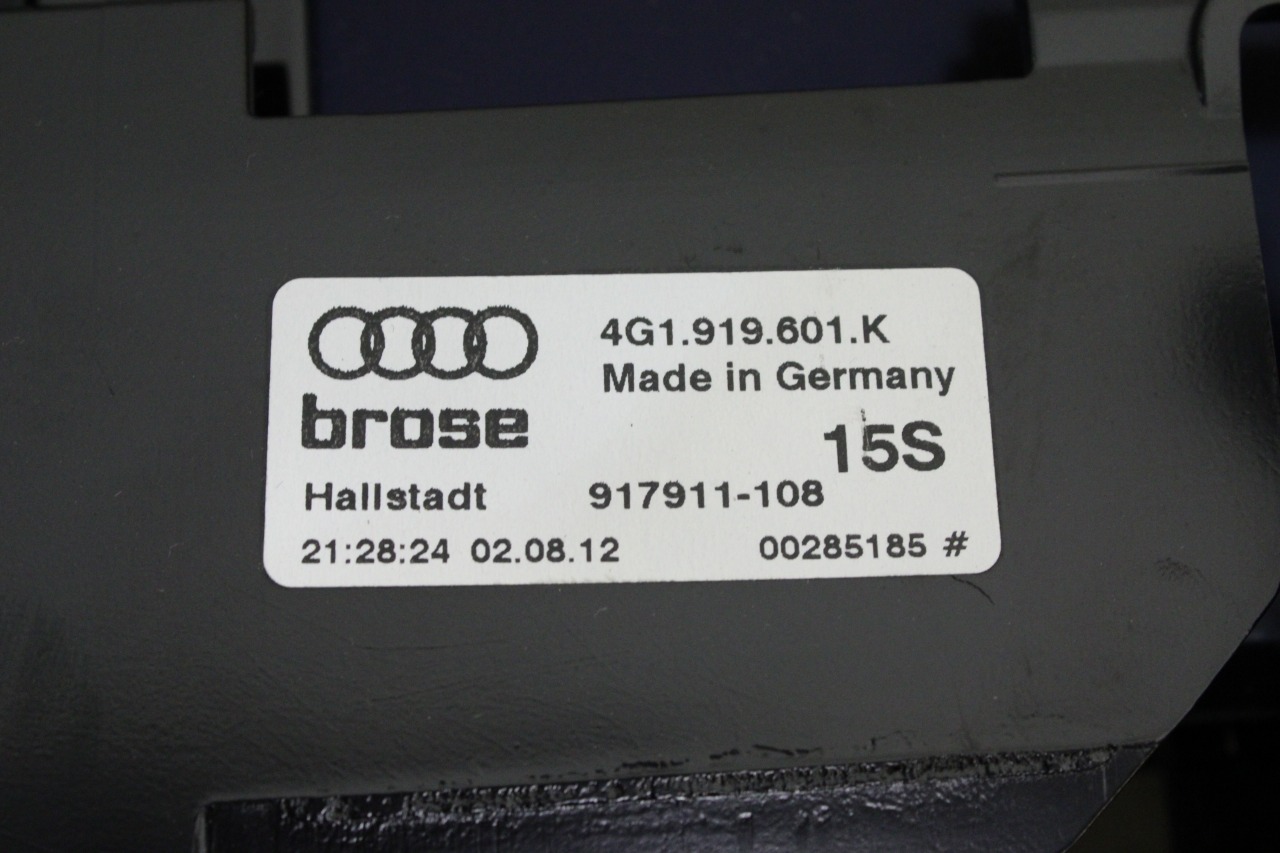 4G1.919.601.K
Made in Germany
brose
15S
Hallstadt 917911-108
21:28:24 02.08.12 00285185 #